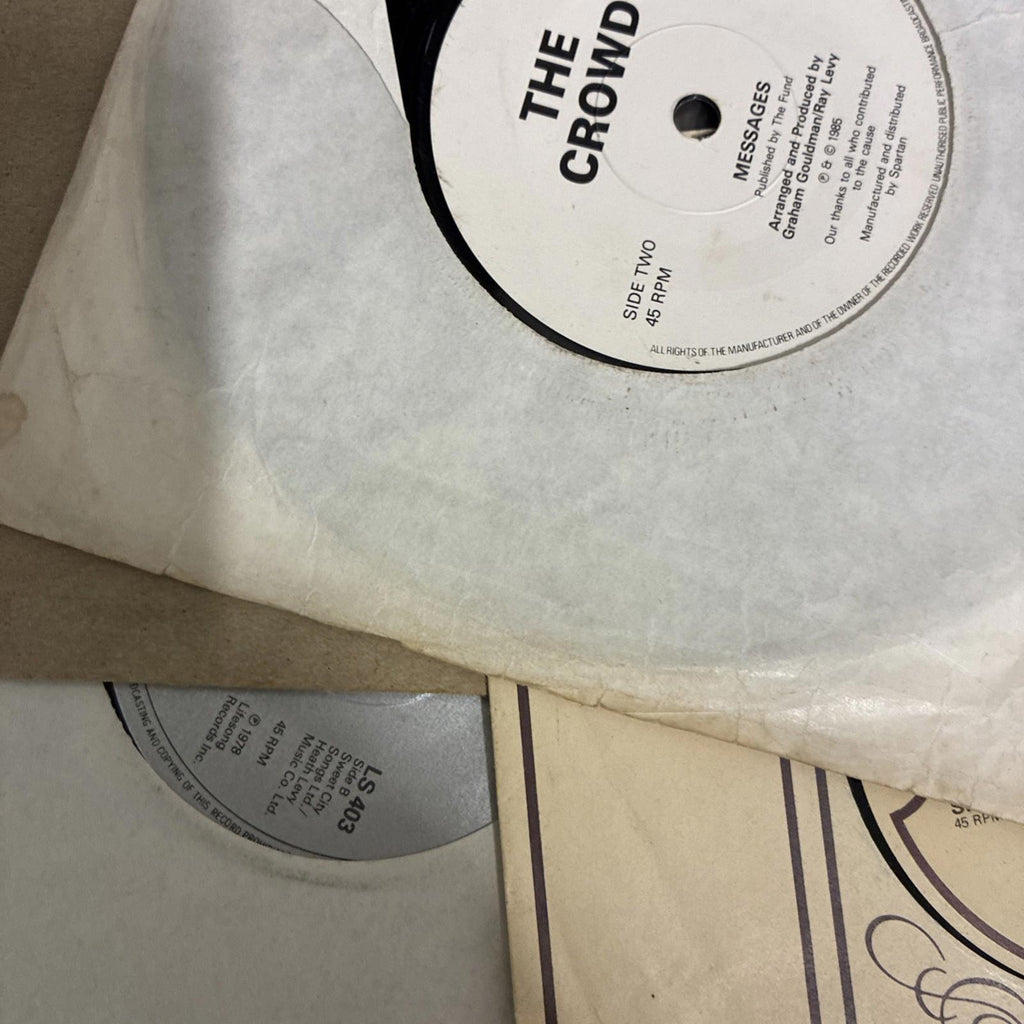 THE
CROWD
MESSAGES
Published by The Fund
Arranged and Produced by
Graham Gouldman/Ray Levy
℗ & © 1985
Our thanks to all who contributed
to the cause
Manufactured and distributed
by Spartan
SIDE TWO
45 RPM
ALL RIGHTS OF THE MANUFACTURER AND OF THE OWNER OF THE RECORDED WORK RESERVED UNAUTHORISED PUBLIC PERFORMANCE
LS 403
Side B
Sweet City
Songs Ltd./
Heath Levy
Music Co. Ltd.
45 RPM
℗ 1978
Lifesong
Records Inc.
AND COPYING OF THIS RECORD
45 RPM